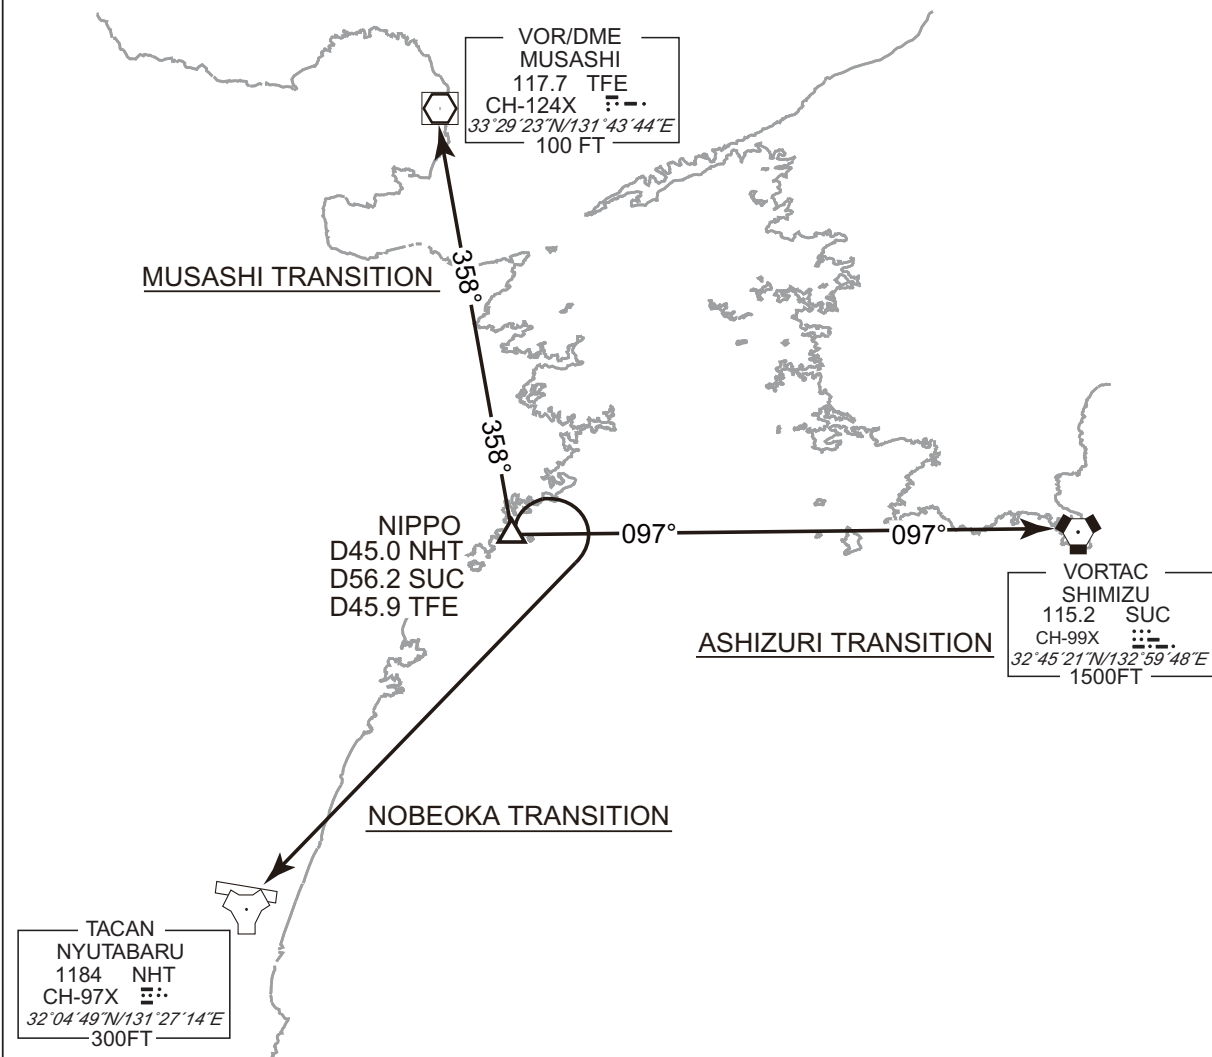 VOR/DME
MUSASHI
117.7 TFE
CH-124X
33°29´23˝N/131°43´44˝E
100 FT
MUSASHI TRANSITION
358°
358°
NIPPO
D45.0 NHT
D56.2 SUC
D45.9 TFE
097°
097°
VORTAC
SHIMIZU
115.2 SUC
CH-99X
32°45´21˝N/132°59´48˝E
1500FT
ASHIZURI TRANSITION
NOBEOKA TRANSITION
TACAN
NYUTABARU
1184 NHT
CH-97X
32°04´49˝N/131°27´14˝E
300FT